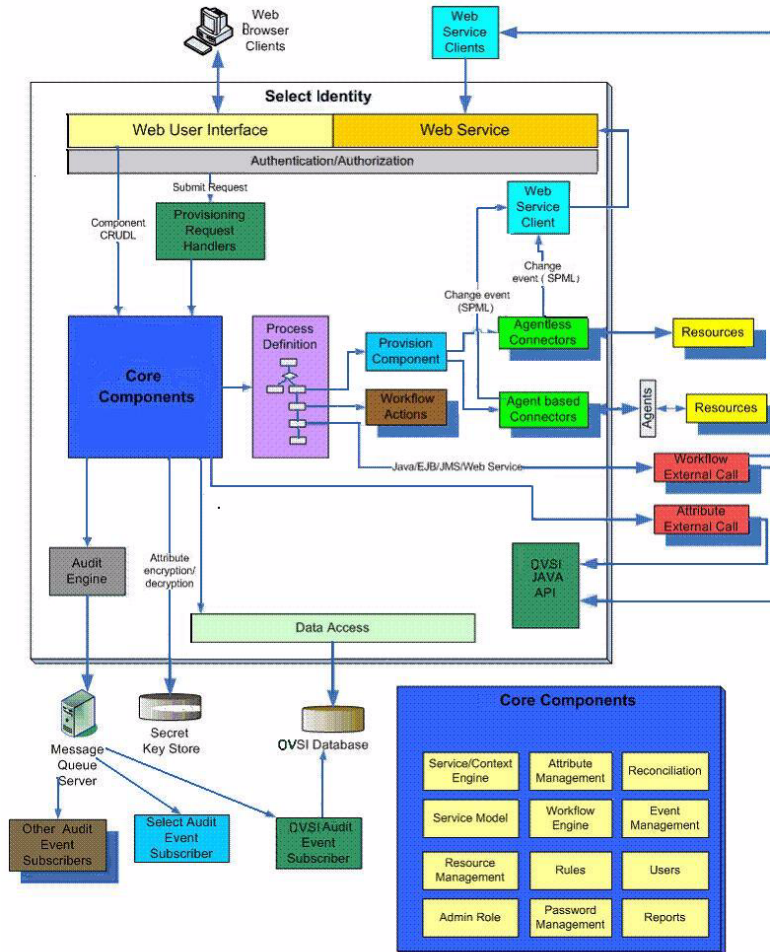 Web
Browser
Clients
Web
Service
Clients
Select Identity
Web User Interface
Web Service
Authentication/Authorization
Submit Request
Component
CRUDL
Provisioning
Request
Handlers
Web
Service
Client
Change
event ( SPML)
Change event
(SPML)
Core
Components
Process
Definition
Provision
Component
Agentless
Connectors
Resources
Workflow
Actions
Agent based
Connectors
Agents
Resources
Java/EJB/JMS/Web Service
Workflow
External Call
Attribute
External Call
Audit
Engine
Attribute
encryption/
decryption
OVSI
JAVA
API
Data Access
Message
Queue
Server
Secret
Key Store
OVSI Database
Other Audit
Event
Subscribers
Select Audit
Event
Subscriber
OVSI Audit
Event
Subscriber
Core Components
Service/Context
Engine
Attribute
Management
Reconciliation
Service Model
Workflow
Engine
Event
Management
Resource
Management
Rules
Users
Admin Role
Password
Management
Reports